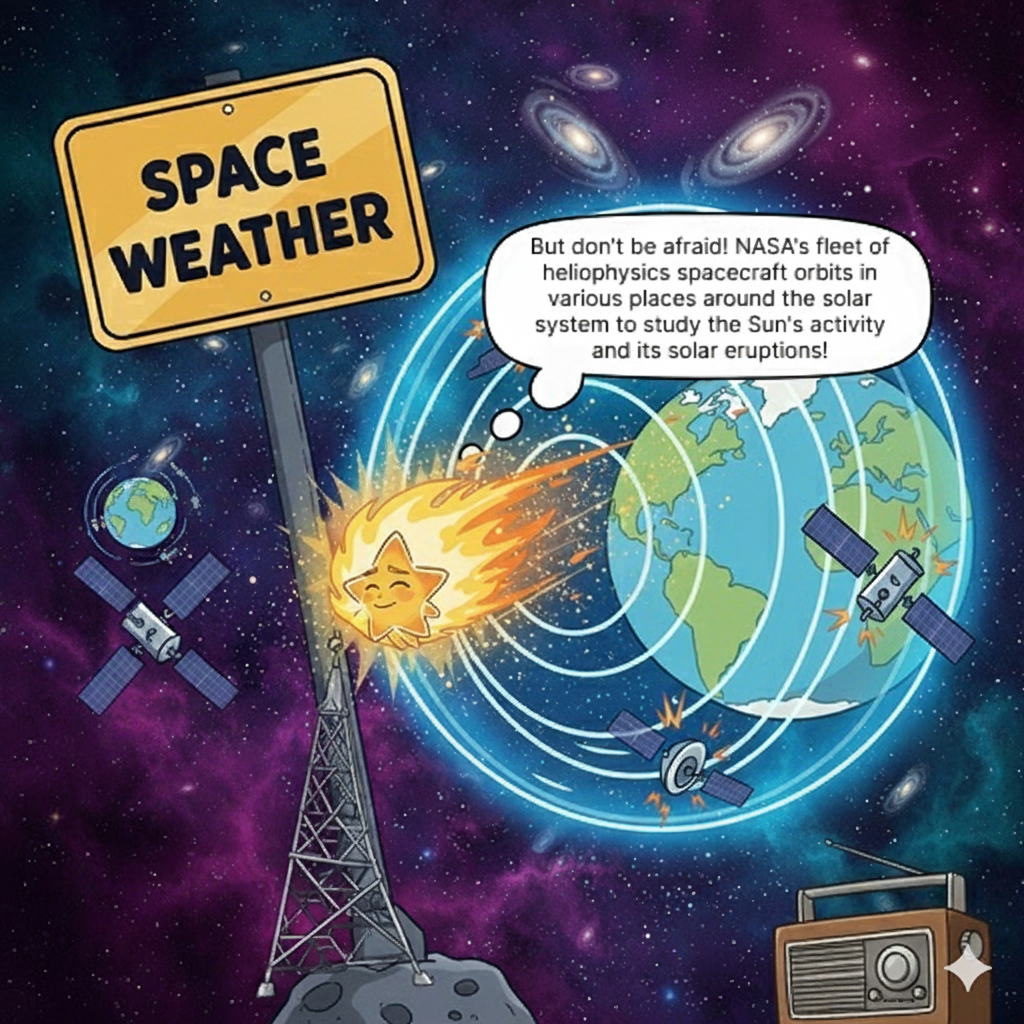 SPACE
WEATHER
But don't be afraid! NASA's fleet of
heliophysics spacecraft orbits in
various places around the solar
system to study the Sun's activity
and its solar eruptions!